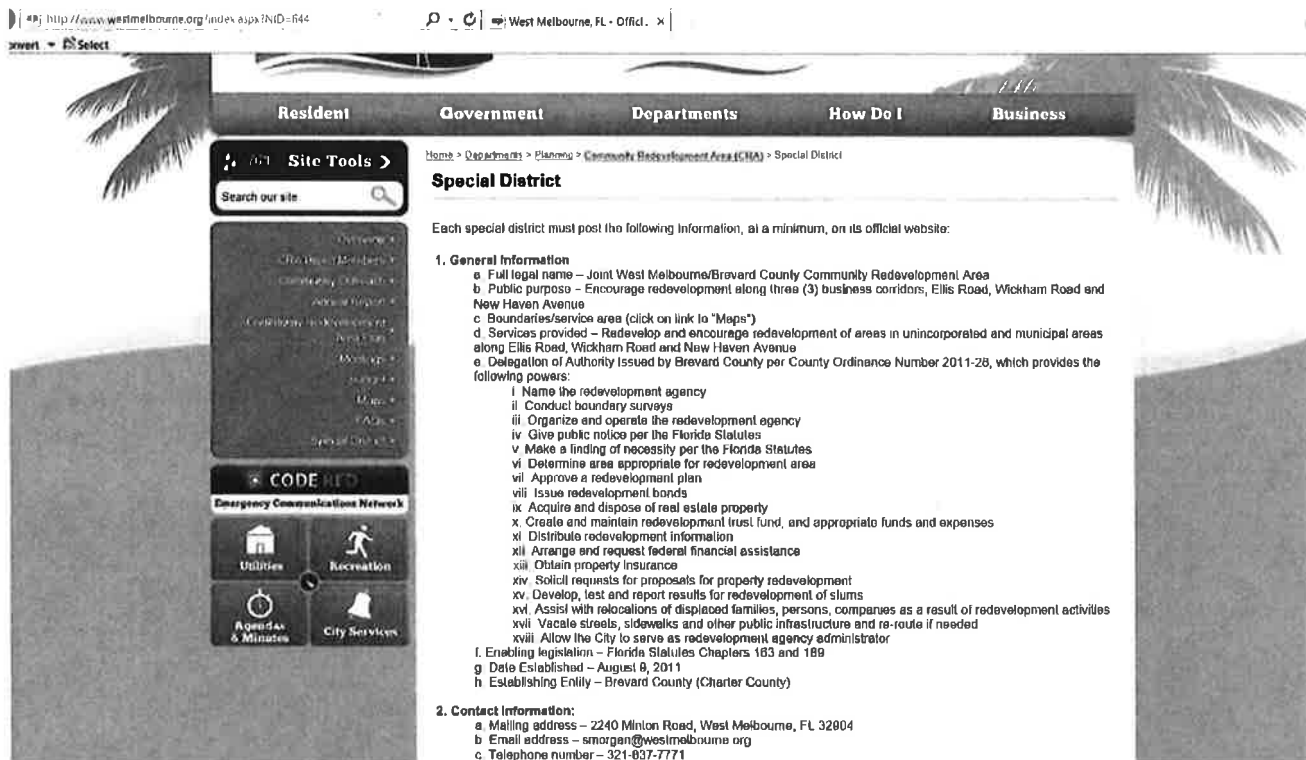 http://www.westmelbourne.org/index.aspx?NID=644
West Melbourne, FL - Offici..
Select
Resident Government Departments How Do I Business
Site Tools
Search our site
Home > Departments > Planning > Community Redevelopment Area (CRA) > Special District
Special District
Each special district must post the following information, at a minimum, on its official website:
1. General Information
a. Full legal name – Joint West Melbourne/Brevard County Community Redevelopment Area
b. Public purpose – Encourage redevelopment along three (3) business corridors, Ellis Road, Wickham Road and
New Haven Avenue
c. Boundaries/service area (click on link to "Maps")
d. Services provided – Redevelop and encourage redevelopment of areas in unincorporated and municipal areas
along Ellis Road, Wickham Road and New Haven Avenue
e. Delegation of Authority Issued by Brevard County per County Ordinance Number 2011-28, which provides the
following powers:
i. Name the redevelopment agency
ii. Conduct boundary surveys
iii. Organize and operate the redevelopment agency
iv. Give public notice per the Florida Statutes
v. Make a finding of necessity per the Florida Statutes
vi. Determine area appropriate for redevelopment area
vii. Approve a redevelopment plan
viii. Issue redevelopment bonds
ix. Acquire and dispose of real estate property
x. Create and maintain redevelopment trust fund, and appropriate funds and expenses
xi. Distribute redevelopment information
xii. Arrange and request federal financial assistance
xiii. Obtain property insurance
xiv. Solicit requests for proposals for property redevelopment
xv. Develop, test and report results for redevelopment of slums
xvi. Assist with relocations of displaced families, persons, companies as a result of redevelopment activities
xvii. Vacate streets, sidewalks and other public infrastructure and re-route if needed
xviii. Allow the City to serve as redevelopment agency administrator
f. Enabling legislation – Florida Statutes Chapters 163 and 189
g. Date Established – August 9, 2011
h. Establishing Entity – Brevard County (Charter County)
2. Contact Information:
a. Mailing address – 2240 Minton Road, West Melbourne, FL 32904
b. Email address – smorgan@westmelbourne.org
c. Telephone number – 321-837-7771
Annual Report
Meetings
Budget
Maps
FAQs
Special District
CODE RED
Emergency Communications Network
Utilities
Recreation
Agendas
& Minutes
City Services